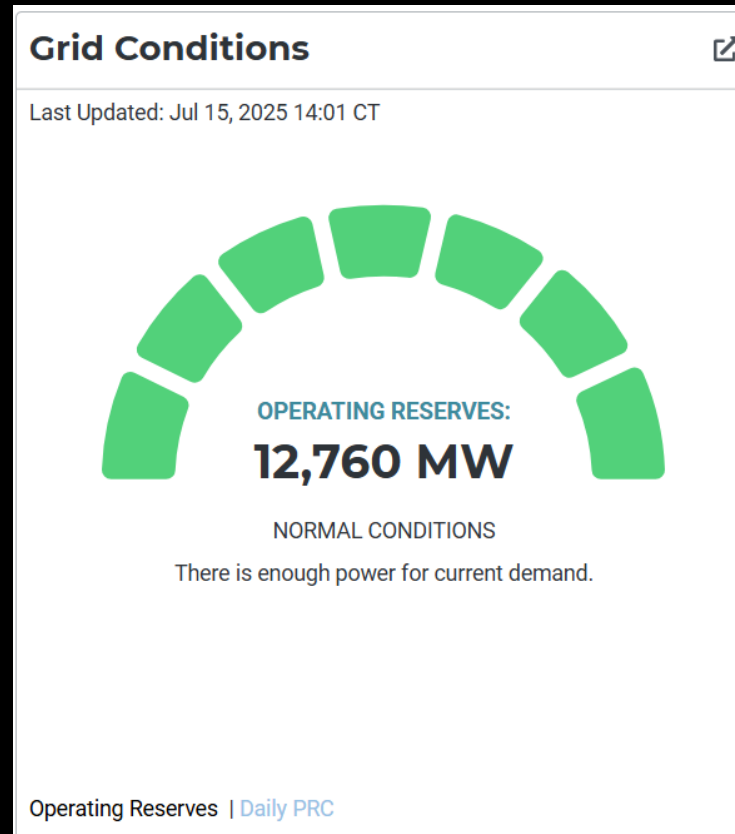 Grid Conditions
Last Updated: Jul 15, 2025 14:01 CT
OPERATING RESERVES:
12,760 MW
NORMAL CONDITIONS
There is enough power for current demand.
Operating Reserves | Daily PRC